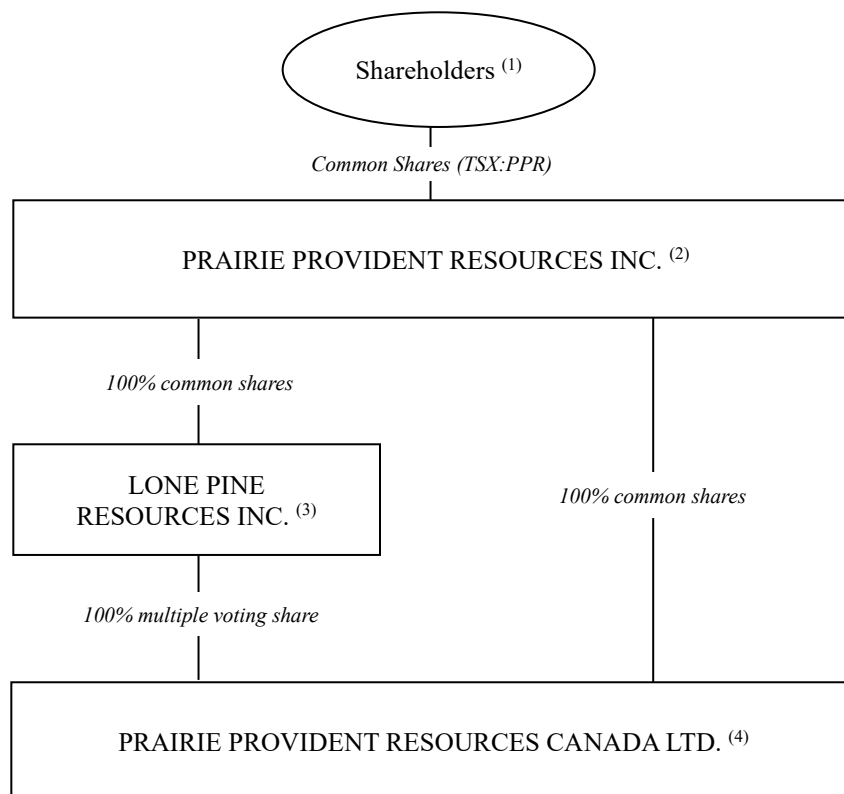 Shareholders (1)
Common Shares (TSX:PPR)
PRAIRIE PROVIDENT RESOURCES INC. (2)
100% common shares
LONE PINE
RESOURCES INC. (3)
100% common shares
100% multiple voting share
PRAIRIE PROVIDENT RESOURCES CANADA LTD. (4)